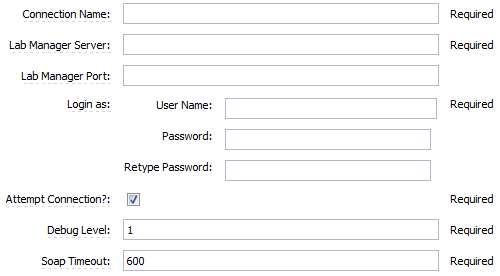 Connection Name: Required
Lab Manager Server: Required
Lab Manager Port:
Login as: User Name: Required
Password:
Retype Password:
Attempt Connection?: Required
Debug Level: 1 Required
Soap Timeout: 600 Required